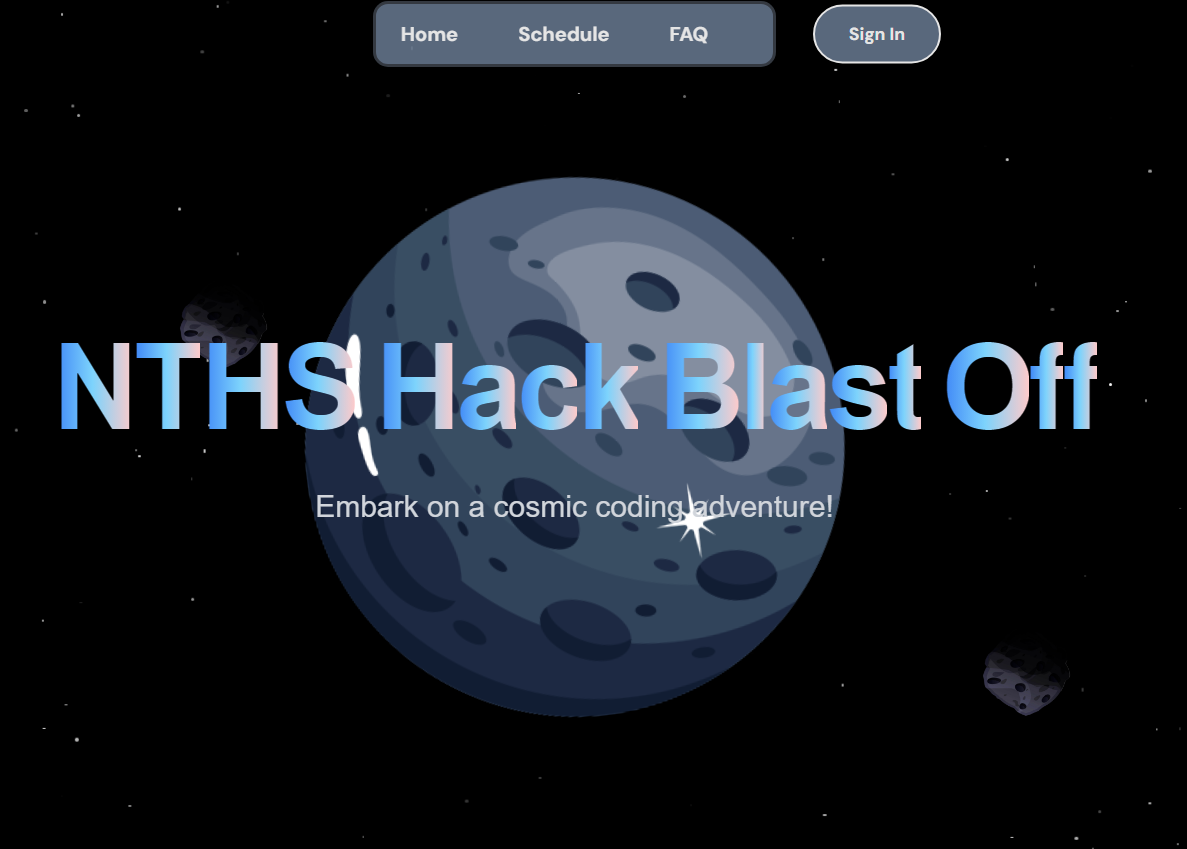 Home Schedule FAQ Sign In
NTHS Hack Blast Off
Embark on a cosmic coding adventure!